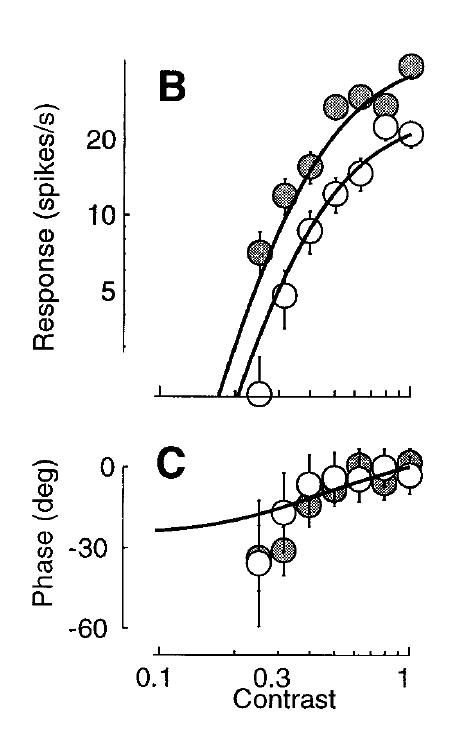 B
Response (spikes/s)
20
10
5
C
Phase (deg)
0
-30
-60
0.1 0.3 1
Contrast